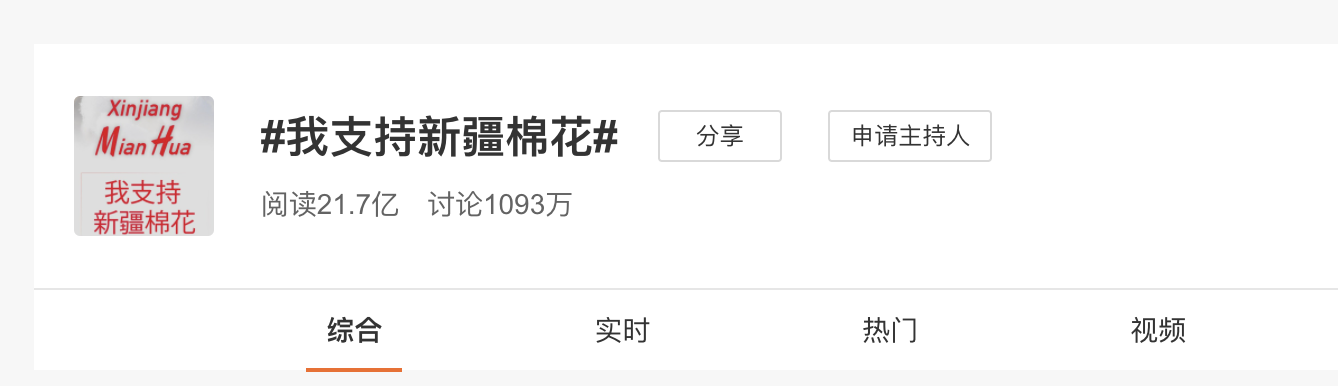 Xinjiang
Mian Hua
我支持
新疆棉花
#我支持新疆棉花#
分享
申请主持人
阅读21.7亿 讨论1093万
综合
实时
热门
视频